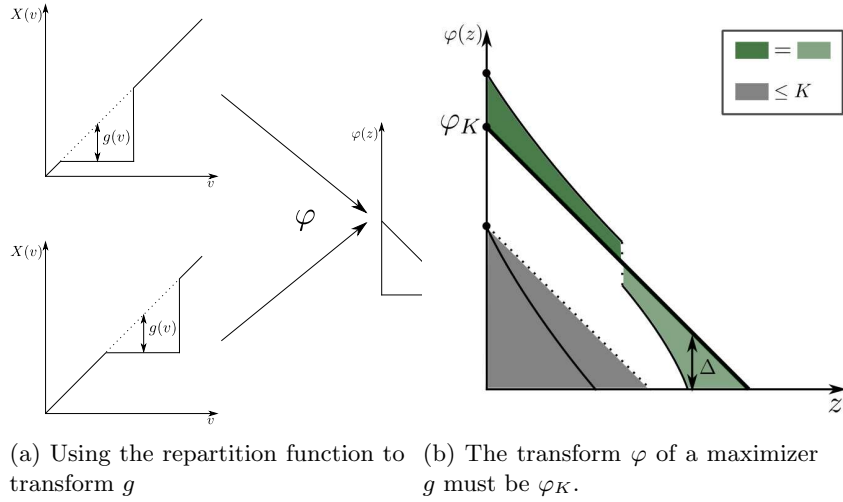 X(v)
g(v)
v
X(v)
g(v)
v
φ
φ(z)
φ(z)
φ_K
=
≤ K
Δ
z
(a) Using the repartition function to
transform g
(b) The transform φ of a maximizer
g must be φ_K.